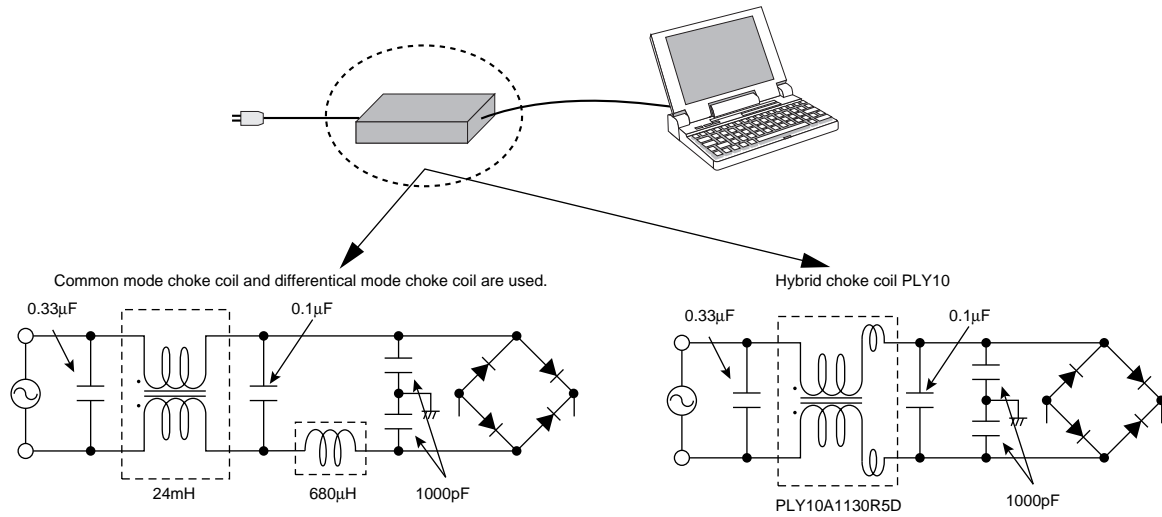 Common mode choke coil and differentical mode choke coil are used.
0.33μF
0.1μF
24mH
680μH
1000pF
Hybrid choke coil PLY10
0.33μF
0.1μF
PLY10A1130R5D
1000pF